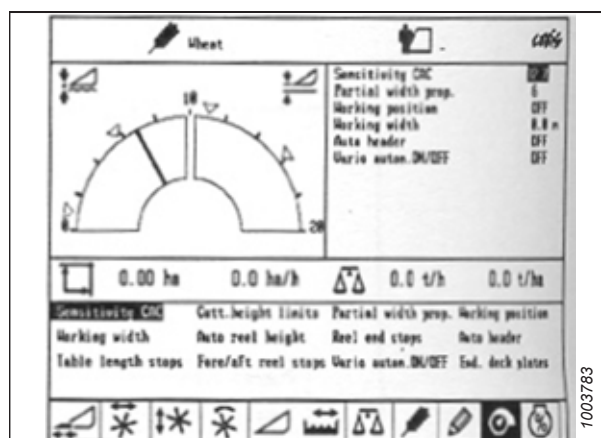 Wheat
Sensitivity CAC
Partial width prop. 6
Working position OFF
Working width 0.0 m
Auto header OFF
Vario autom.ON/OFF OFF
10
0
20
0.00 ha 0.0 ha/h 0.0 t/h 0.0 t/ha
Sensitivity CAC Cutt.height limits Partial width prop. Working position
Working width Auto reel height Reel end stops Auto header
Table length stops Fore/aft reel stops Vario autom.ON/OFF End. deck plates
1003783